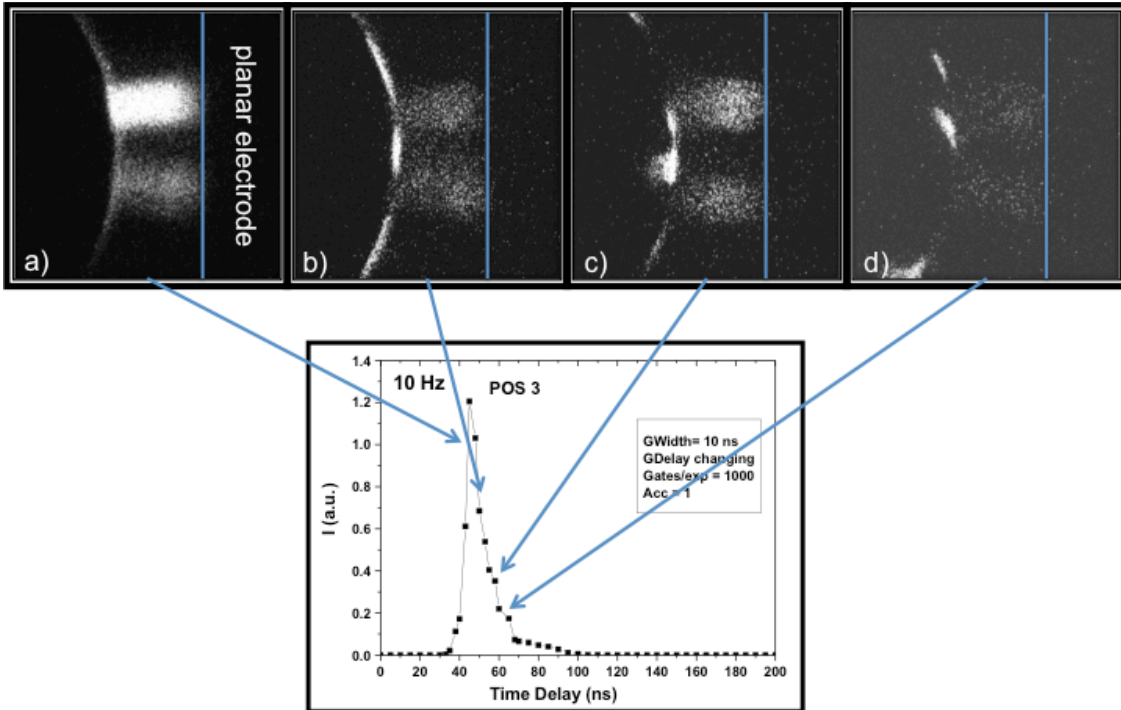 planar electrode
a)
b)
c)
d)
10 Hz
POS 3
GWidth= 10 ns
GDelay changing
Gates/exp = 1000
Acc = 1
I (a.u.)
1.4
1.2
1.0
0.8
0.6
0.4
0.2
0.0
0 20 40 60 80 100 120 140 160 180 200
Time Delay (ns)